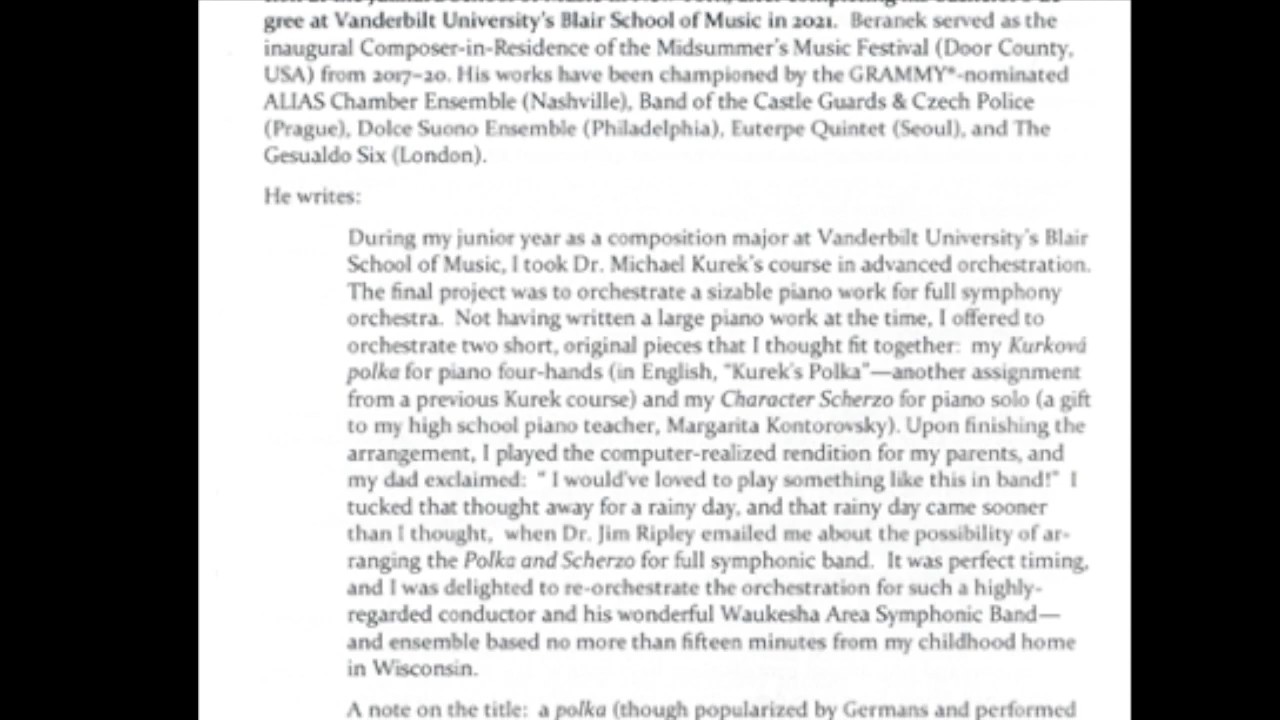 gree at Vanderbilt University's Blair School of Music in 2021. Beranek served as the
inaugural Composer-in-Residence of the Midsummer's Music Festival (Door County,
USA) from 2017–20. His works have been championed by the GRAMMY®-nominated
ALIAS Chamber Ensemble (Nashville), Band of the Castle Guards & Czech Police
(Prague), Dolce Suono Ensemble (Philadelphia), Euterpe Quintet (Seoul), and The
Gesualdo Six (London).
He writes:
During my junior year as a composition major at Vanderbilt University's Blair
School of Music, I took Dr. Michael Kurek's course in advanced orchestration.
The final project was to orchestrate a sizable piano work for full symphony
orchestra. Not having written a large piano work at the time, I offered to
orchestrate two short, original pieces that I thought fit together: my Kurková
polka for piano four-hands (in English, "Kurek's Polka"—another assignment
from a previous Kurek course) and my Character Scherzo for piano solo (a gift
to my high school piano teacher, Margarita Kontorovsky). Upon finishing the
arrangement, I played the computer-realized rendition for my parents, and
my dad exclaimed: " I would've loved to play something like this in band!" I
tucked that thought away for a rainy day, and that rainy day came sooner
than I thought, when Dr. Jim Ripley emailed me about the possibility of ar-
ranging the Polka and Scherzo for full symphonic band. It was perfect timing,
and I was delighted to re-orchestrate the orchestration for such a highly-
regarded conductor and his wonderful Waukesha Area Symphonic Band—
and ensemble based no more than fifteen minutes from my childhood home
in Wisconsin.
A note on the title: a polka (though popularized by Germans and performed